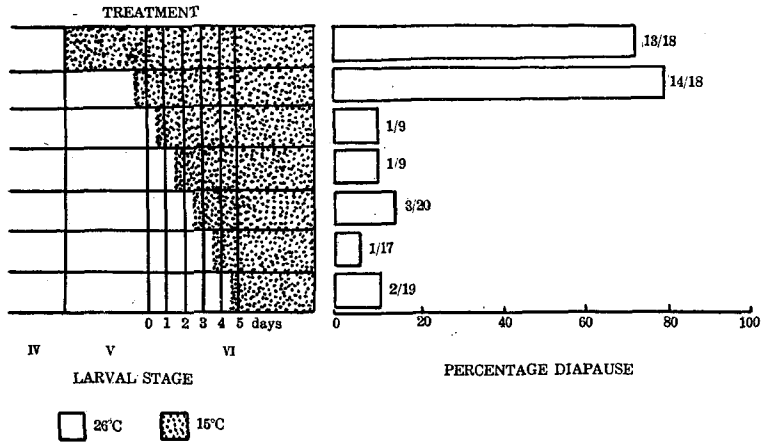 TREATMENT
13/18
14/18
1/9
1/9
3/20
1/17
2/19
0 1 2 3 4 5 days
0 20 40 60 80 100
IV V VI
LARVAL STAGE
PERCENTAGE DIAPAUSE
26°C 15°C